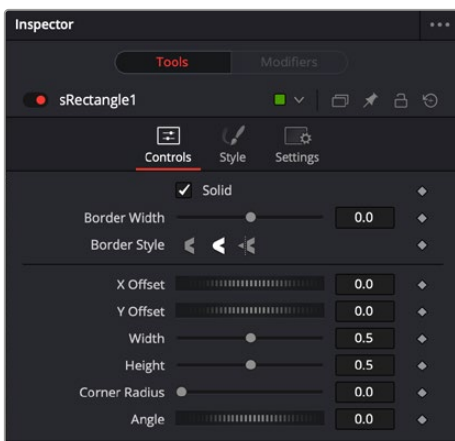 Inspector
Tools Modifiers
sRectangle1
Controls Style Settings
Solid
Border Width 0.0
Border Style
X Offset 0.0
Y Offset 0.0
Width 0.5
Height 0.5
Corner Radius 0.0
Angle 0.0